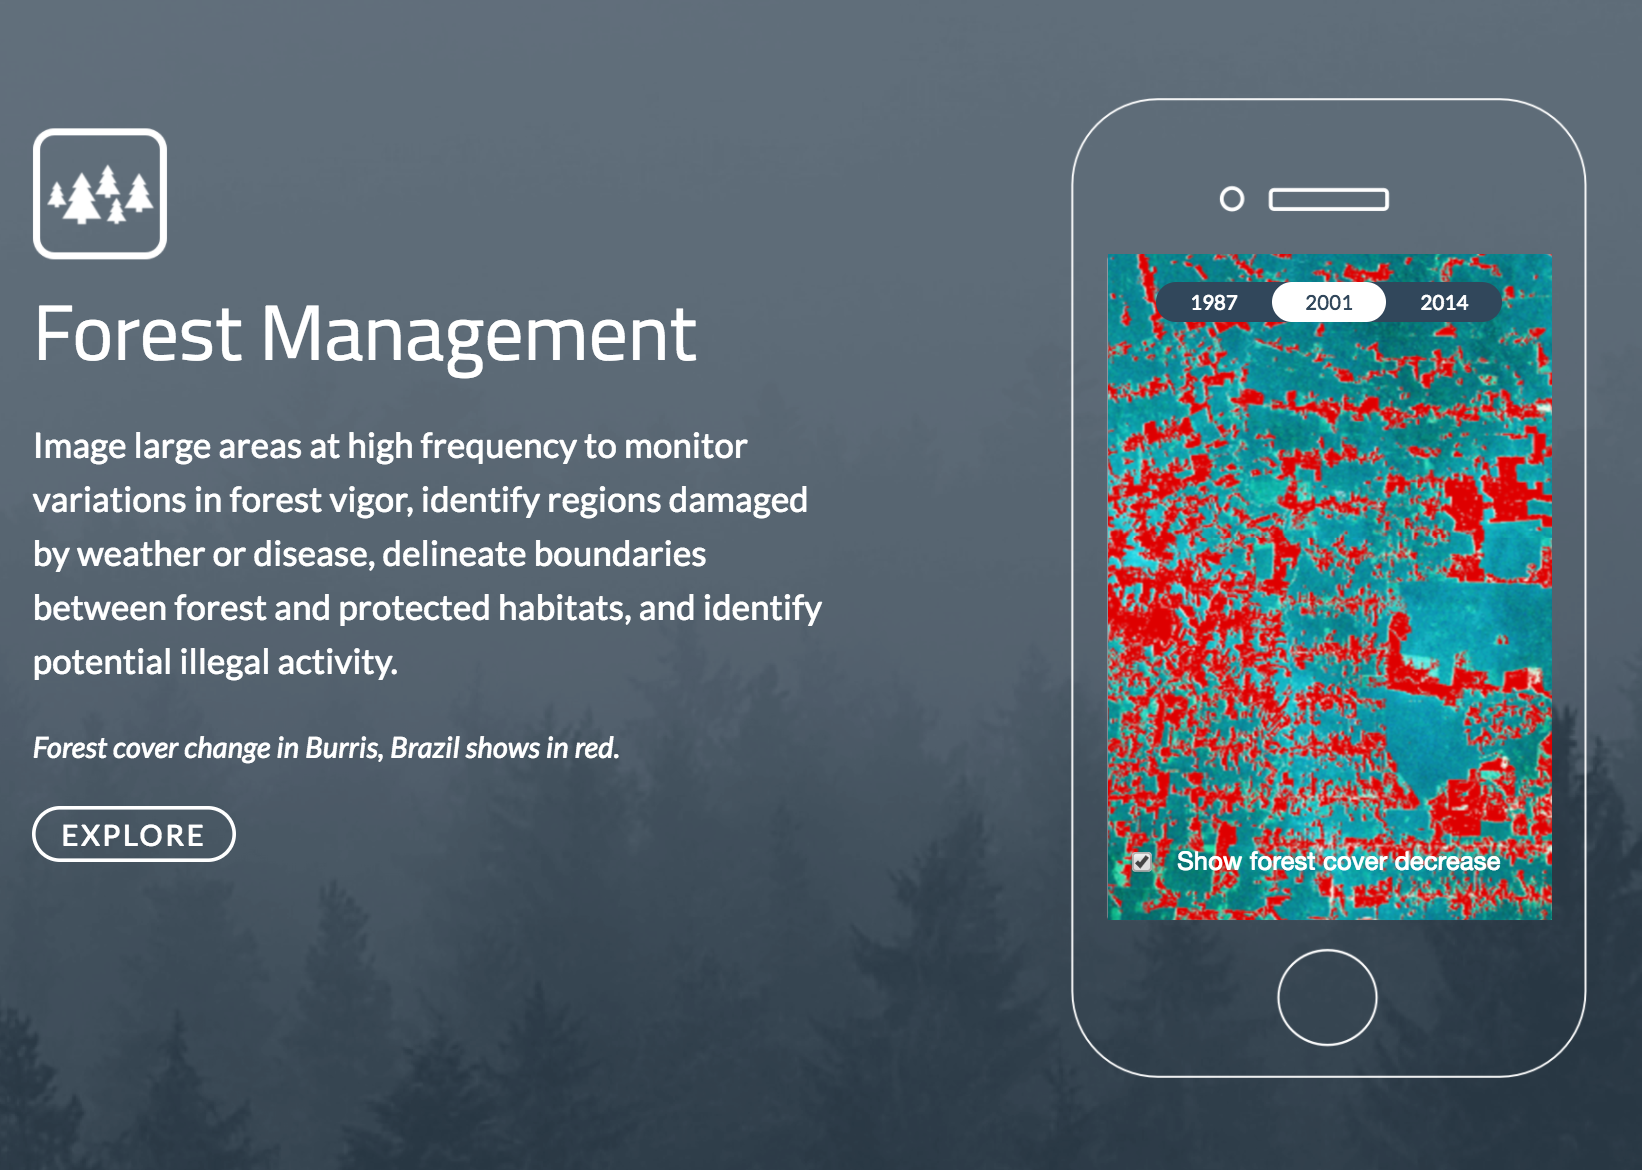 Forest Management
Image large areas at high frequency to monitor
variations in forest vigor, identify regions damaged
by weather or disease, delineate boundaries
between forest and protected habitats, and identify
potential illegal activity.
Forest cover change in Burris, Brazil shows in red.
EXPLORE
1987 2001 2014
Show forest cover decrease